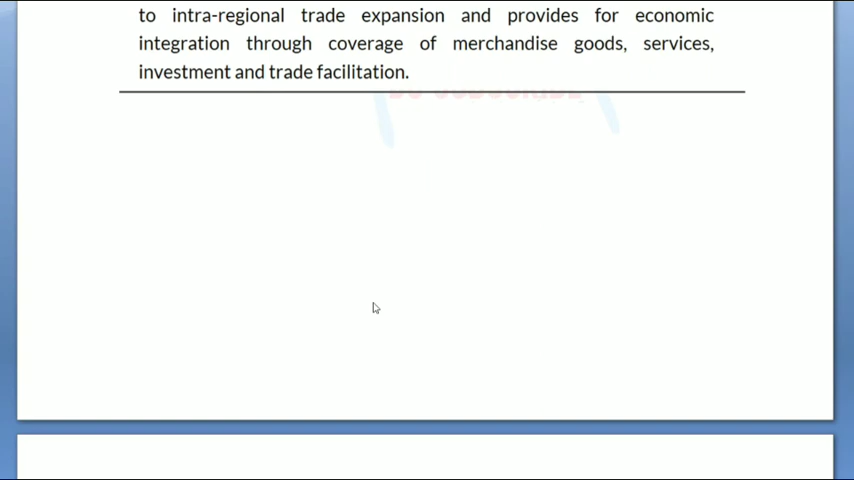 to intra-regional trade expansion and provides for economic
integration through coverage of merchandise goods, services,
investment and trade facilitation.